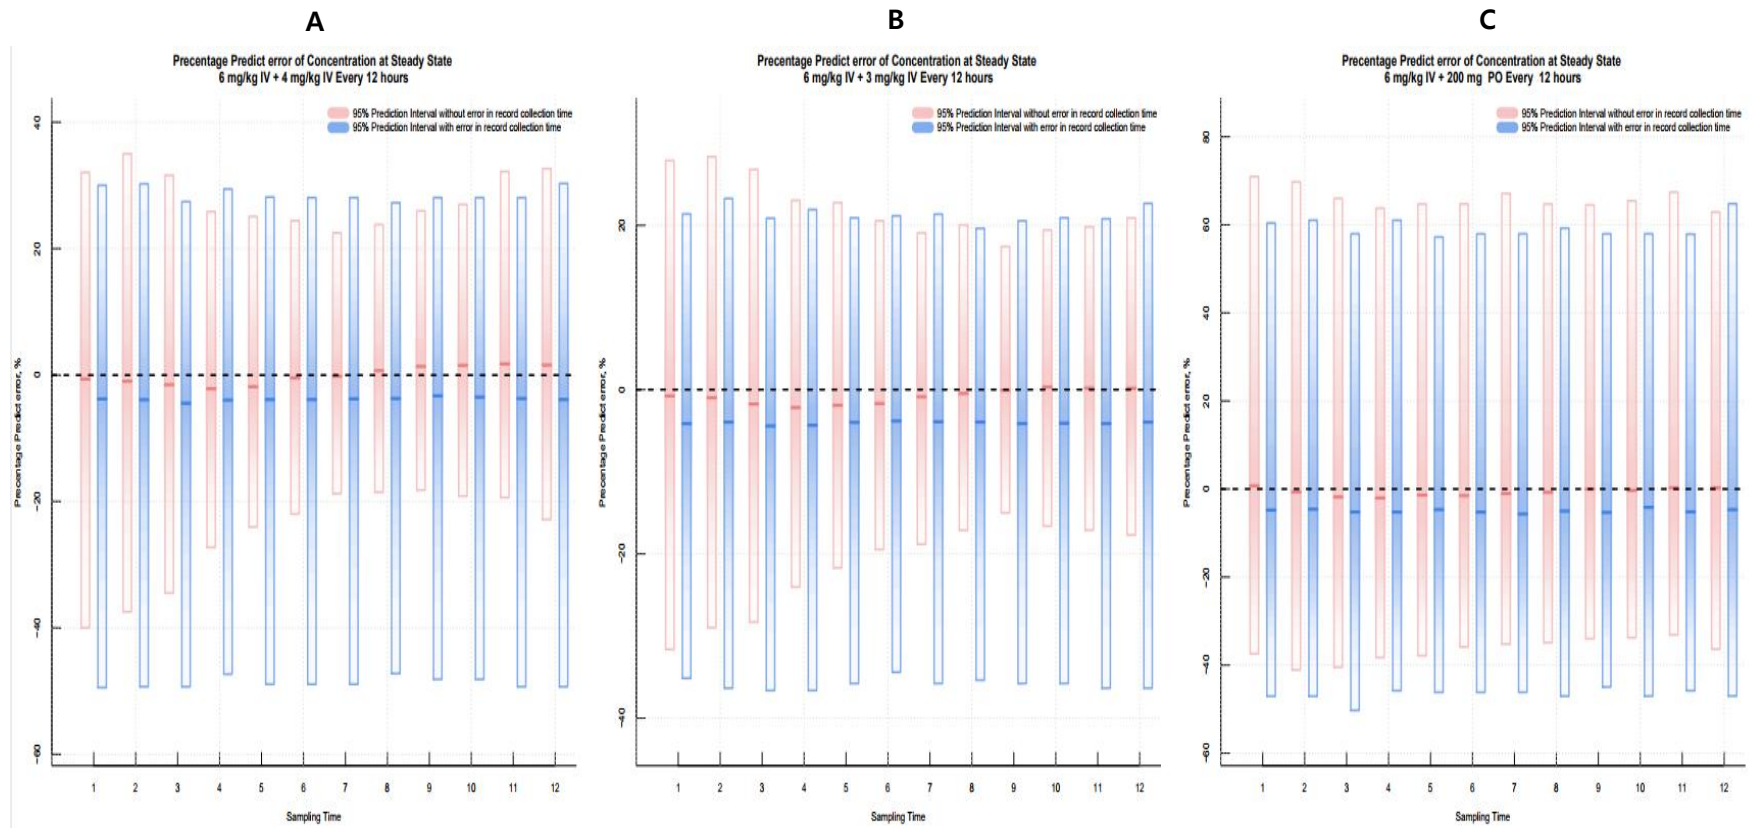 A
Precentage Predict error of Concentration at Steady State
6 mg/kg IV + 4 mg/kg IV Every 12 hours
95% Prediction Interval without error in record collection time
95% Prediction Interval with error in record collection time
Precentage Predict error, %
40
20
0
-20
-40
-60
1 2 3 4 5 6 7 8 9 10 11 12
Sampling Time
B
Precentage Predict error of Concentration at Steady State
6 mg/kg IV + 3 mg/kg IV Every 12 hours
95% Prediction Interval without error in record collection time
95% Prediction Interval with error in record collection time
Precentage Predict error, %
20
0
-20
-40
1 2 3 4 5 6 7 8 9 10 11 12
Sampling Time
C
Precentage Predict error of Concentration at Steady State
6 mg/kg IV + 200 mg PO Every 12 hours
95% Prediction Interval without error in record collection time
95% Prediction Interval with error in record collection time
Precentage Predict error, %
80
60
40
20
0
-20
-40
-60
1 2 3 4 5 6 7 8 9 10 11 12
Sampling Time